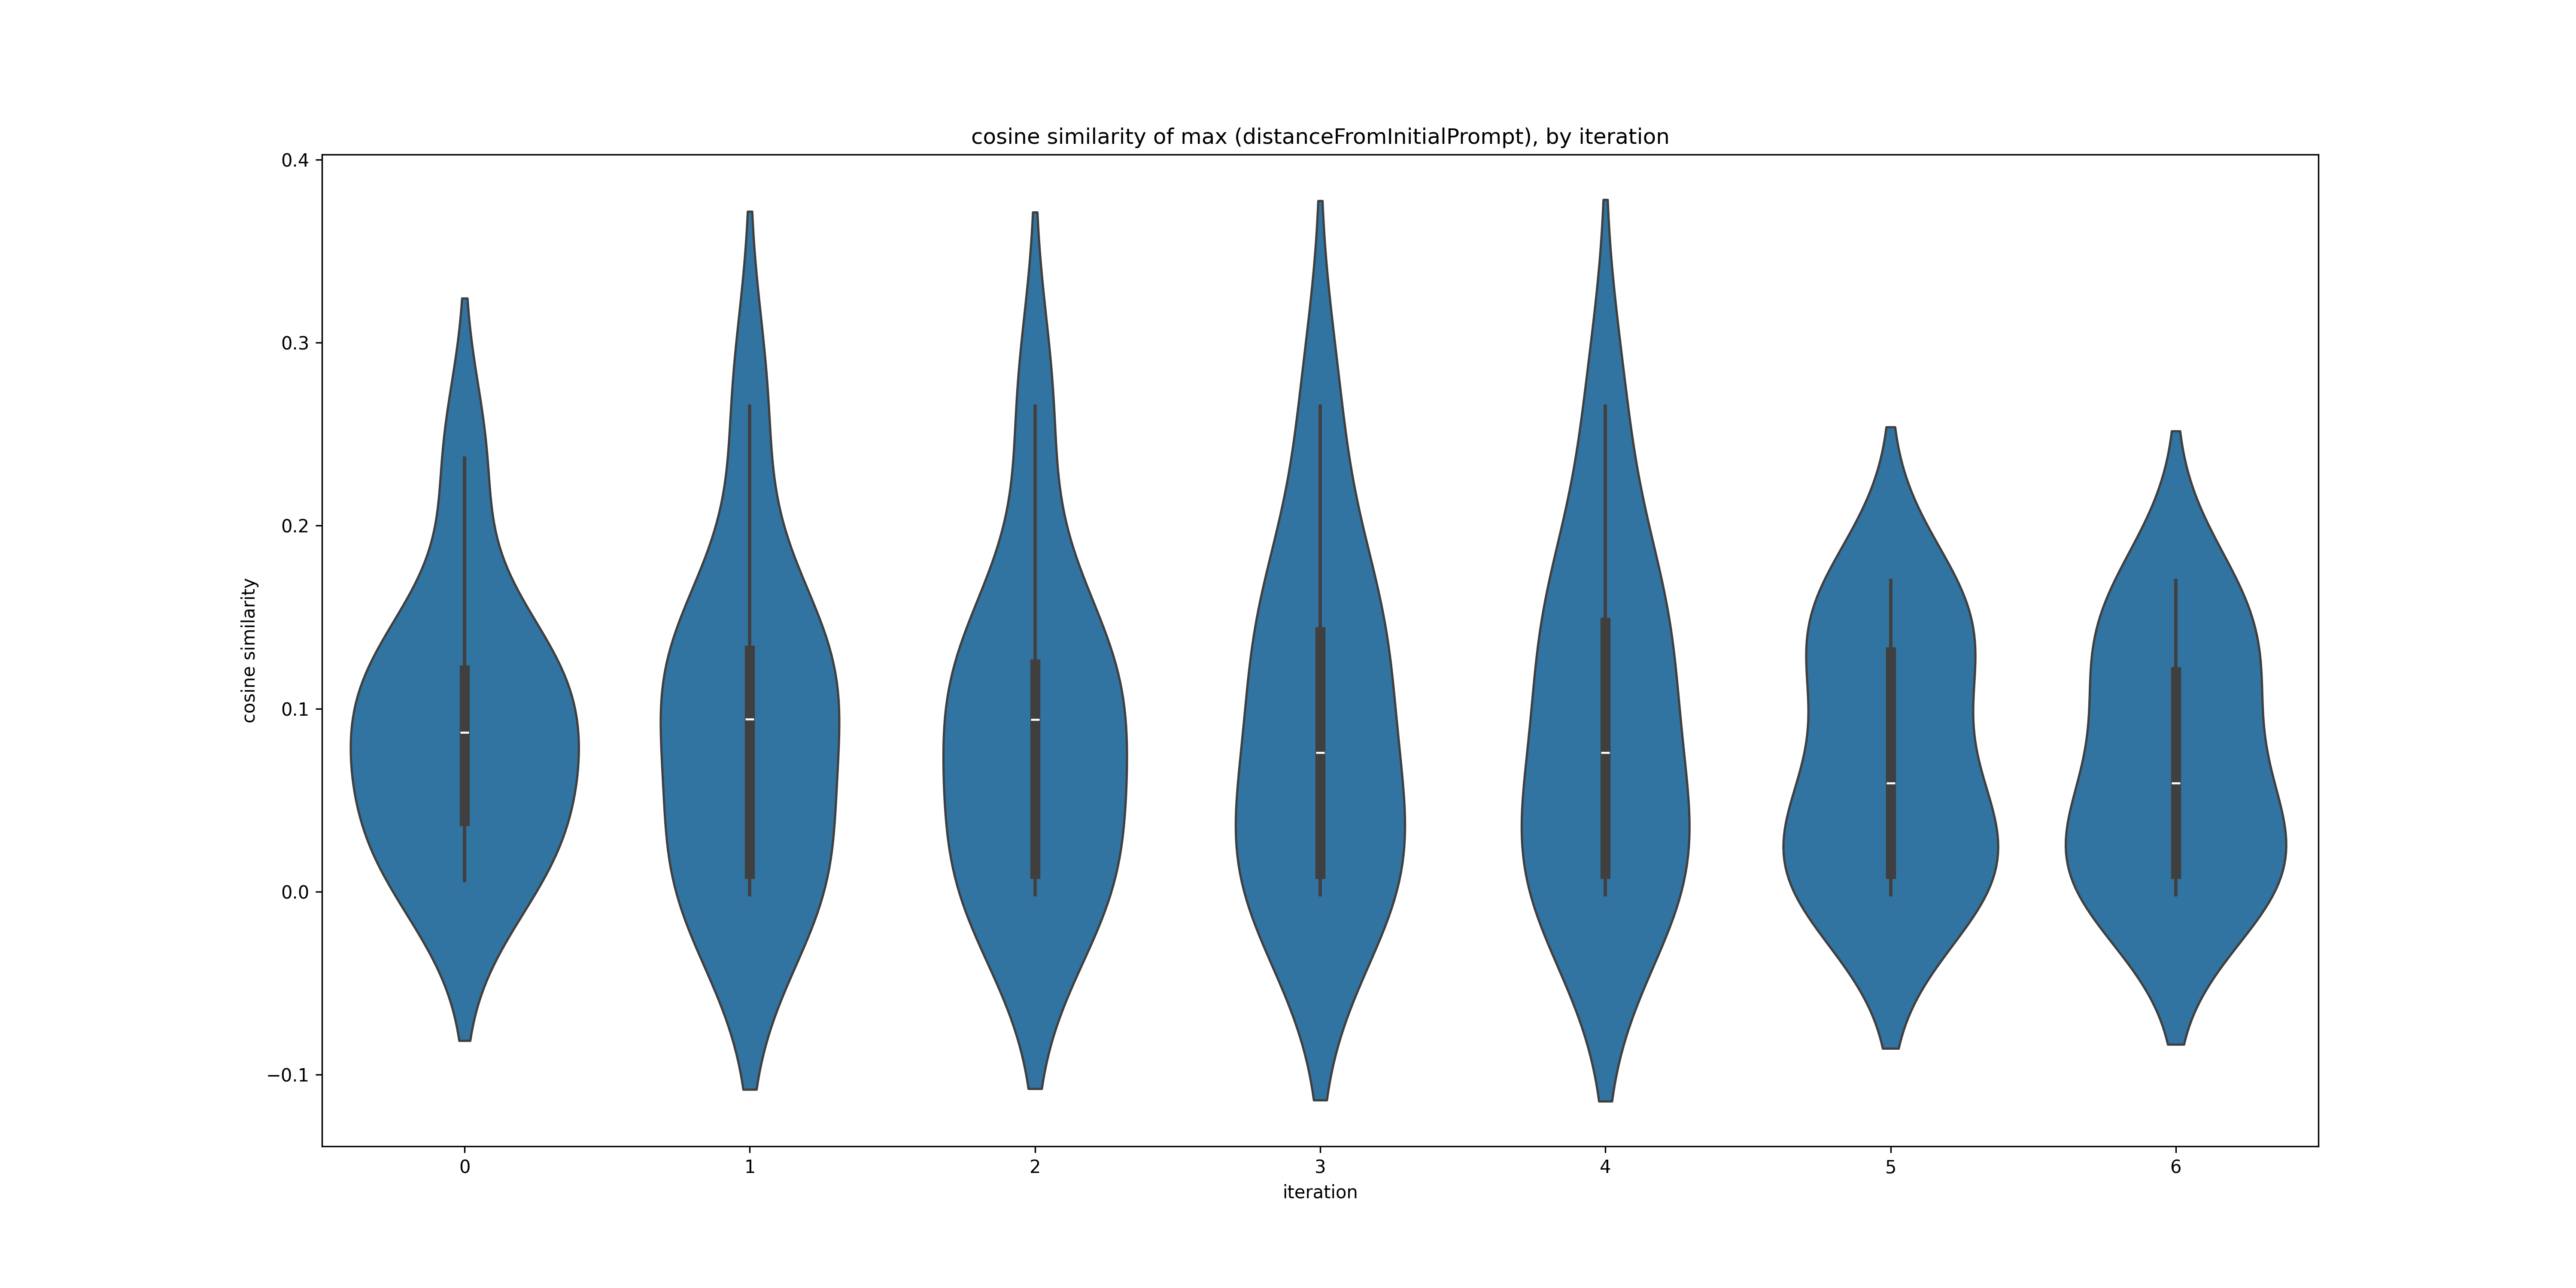 cosine similarity of max (distanceFromInitialPrompt), by iteration
0.4
0.3
0.2
0.1
0.0
−0.1
cosine similarity
0 1 2 3 4 5 6
iteration